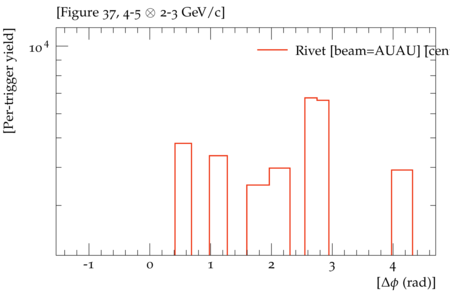 [Figure 37, 4-5 ⊗ 2-3 GeV/c]
[Per-trigger yield]
10⁴
Rivet [beam=AUAU] [cen
-1 0 1 2 3 4
[Δϕ (rad)]